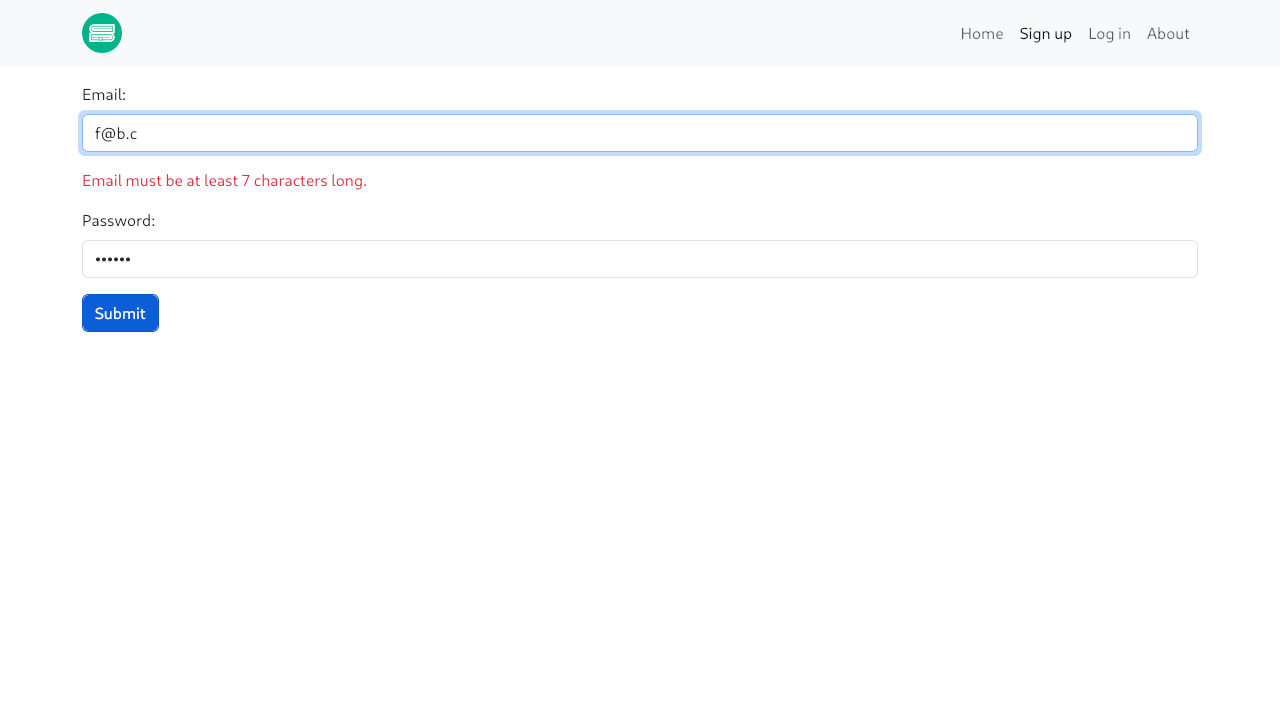 Home Sign up Log in About
Email:
f@b.c
Email must be at least 7 characters long.
Password:
••••••
Submit